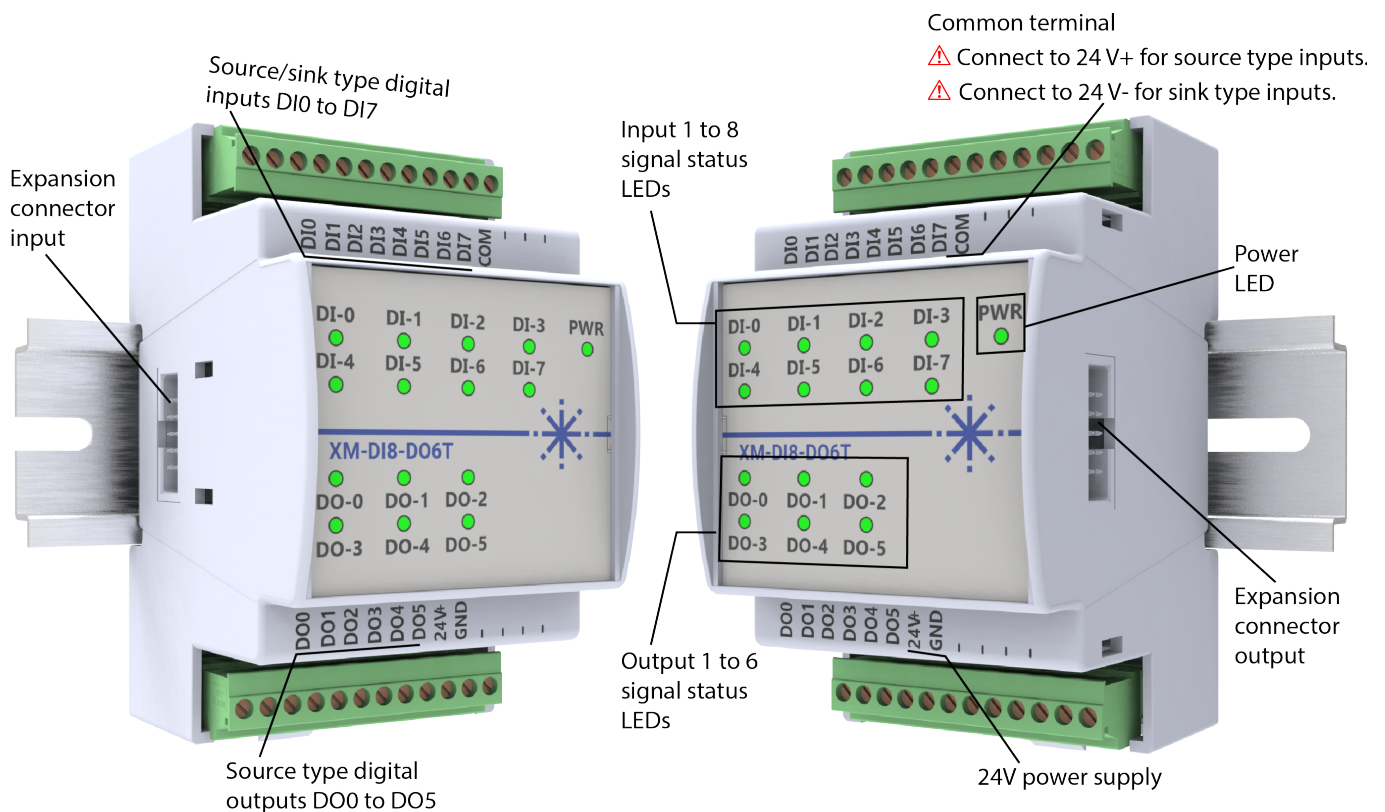 Common terminal
⚠ Connect to 24 V+ for source type inputs.
⚠ Connect to 24 V- for sink type inputs.
Source/sink type digital
inputs DI0 to DI7
Input 1 to 8
signal status
LEDs
Expansion
connector
input
Power
LED
DI0 DI1 DI2 DI3 DI4 DI5 DI6 DI7 COM - - -
DI-0 DI-1 DI-2 DI-3 PWR
DI-4 DI-5 DI-6 DI-7
XM-DI8-DO6T
DO-0 DO-1 DO-2
DO-3 DO-4 DO-5
DO0 DO1 DO2 DO3 DO4 DO5 24V+ GND - - - -
DI0 DI1 DI2 DI3 DI4 DI5 DI6 DI7 COM - - -
DI-0 DI-1 DI-2 DI-3 PWR
DI-4 DI-5 DI-6 DI-7
XM-DI8-DO6T
DO-0 DO-1 DO-2
DO-3 DO-4 DO-5
DO0 DO1 DO2 DO3 DO4 DO5 24V+ GND - - - -
Expansion
connector
output
Output 1 to 6
signal status
LEDs
Source type digital
outputs DO0 to DO5
24V power supply